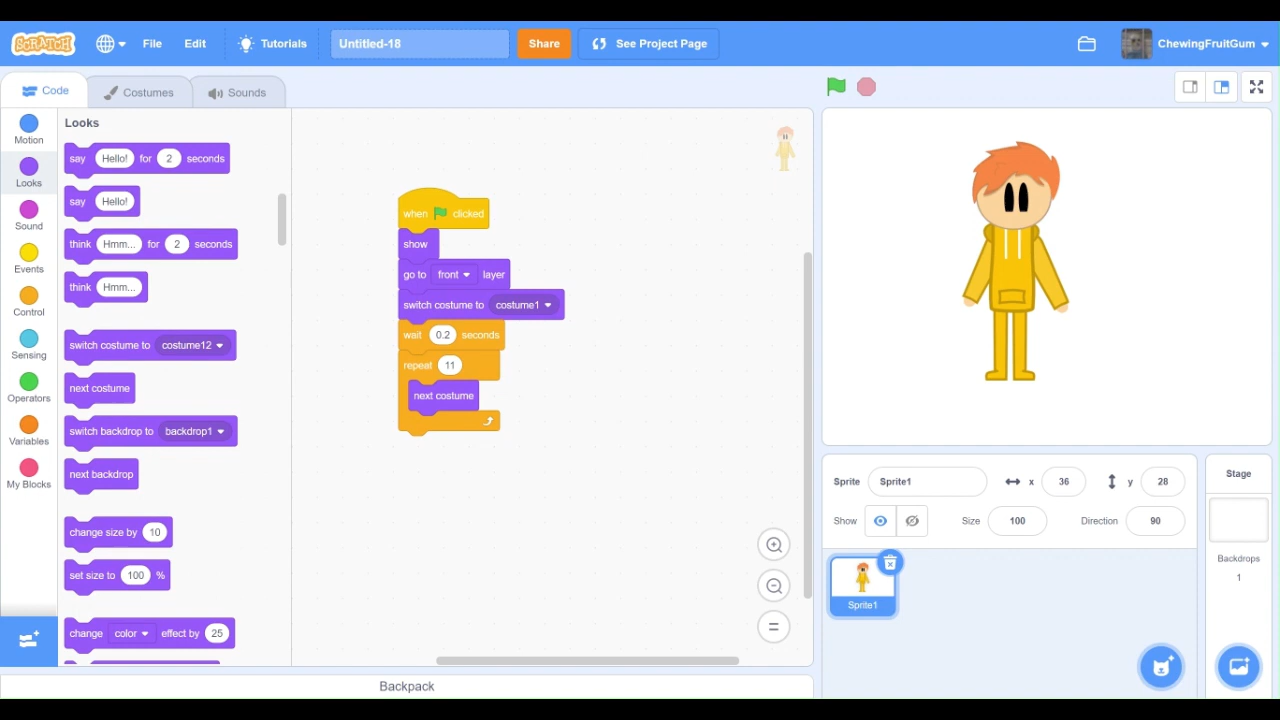 SCRATCH File Edit Tutorials Untitled-18 Share See Project Page ChewingFruitGum
Code Costumes Sounds
Motion
Looks
Sound
Events
Control
Sensing
Operators
Variables
My Blocks
Looks
say Hello! for 2 seconds
say Hello!
think Hmm... for 2 seconds
think Hmm...
switch costume to costume12
next costume
switch backdrop to backdrop1
next backdrop
change size by 10
set size to 100 %
change color effect by 25
when clicked
show
go to front layer
switch costume to costume1
wait 0.2 seconds
repeat 11
next costume
Backpack
Sprite Sprite1 x 36 y 28
Show Size 100 Direction 90
Sprite1
Stage
Backdrops
1